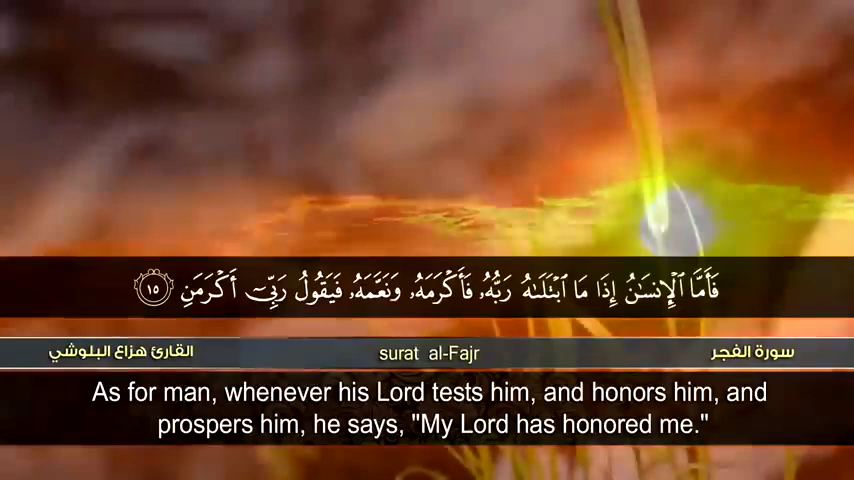 فَأَمَّا ٱلْإِنسَـٰنُ إِذَا مَا ٱبْتَلَىٰهُ رَبُّهُۥ فَأَكْرَمَهُۥ وَنَعَّمَهُۥ فَيَقُولُ رَبِّىٓ أَكْرَمَنِ ١٥
سورة الفجر surat al-Fajr القارئ هزاع البلوشي
As for man, whenever his Lord tests him, and honors him, and
prospers him, he says, "My Lord has honored me."